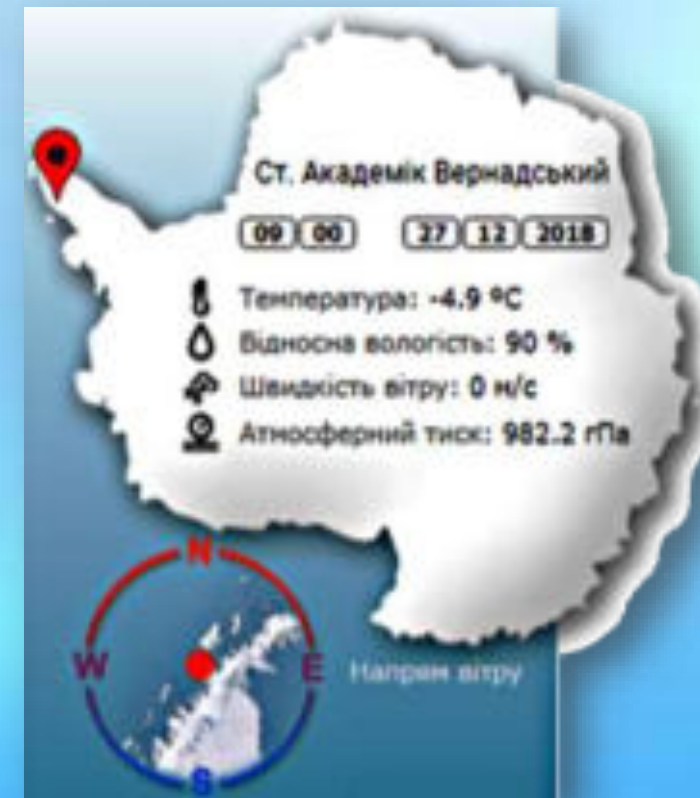 Ст. Академік Вернадський
09 00 27 12 2018
Температура: -4.9 ºC
Відносна вологість: 90 %
Швидкість вітру: 0 м/с
Атмосферний тиск: 982.2 гПа
N
W E
Напрям вітру
S